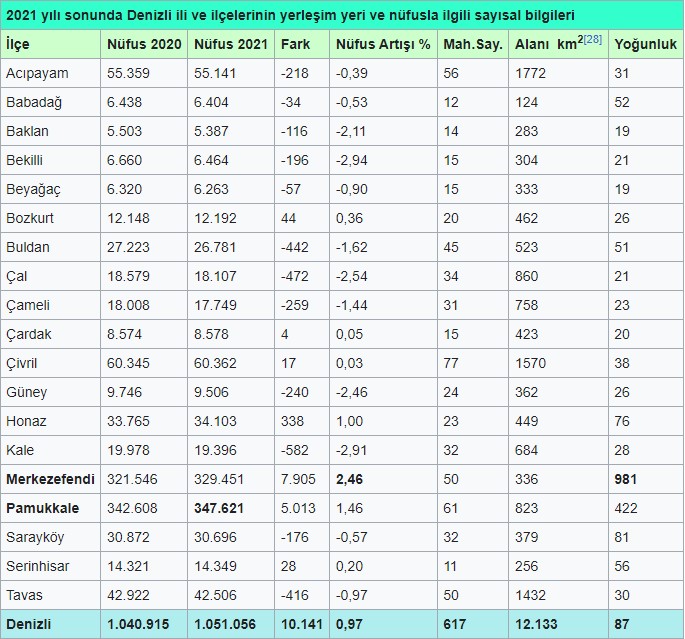 2021 yılı sonunda Denizli ili ve ilçelerinin yerleşim yeri ve nüfusla ilgili sayısal bilgileri
İlçe Nüfus 2020 Nüfus 2021 Fark Nüfus Artışı % Mah.Say. Alanı km2[28] Yoğunluk
Acıpayam 55.359 55.141 -218 -0,39 56 1772 31
Babadağ 6.438 6.404 -34 -0,53 12 124 52
Baklan 5.503 5.387 -116 -2,11 14 283 19
Bekilli 6.660 6.464 -196 -2,94 15 304 21
Beyağaç 6.320 6.263 -57 -0,90 15 333 19
Bozkurt 12.148 12.192 44 0,36 20 462 26
Buldan 27.223 26.781 -442 -1,62 45 523 51
Çal 18.579 18.107 -472 -2,54 34 860 21
Çameli 18.008 17.749 -259 -1,44 31 758 23
Çardak 8.574 8.578 4 0,05 15 423 20
Çivril 60.345 60.362 17 0,03 77 1570 38
Güney 9.746 9.506 -240 -2,46 24 362 26
Honaz 33.765 34.103 338 1,00 23 449 76
Kale 19.978 19.396 -582 -2,91 32 684 28
Merkezefendi 321.546 329.451 7.905 2,46 50 336 981
Pamukkale 342.608 347.621 5.013 1,46 61 823 422
Sarayköy 30.872 30.696 -176 -0,57 32 379 81
Serinhisar 14.321 14.349 28 0,20 11 256 56
Tavas 42.922 42.506 -416 -0,97 50 1432 30
Denizli 1.040.915 1.051.056 10.141 0,97 617 12.133 87